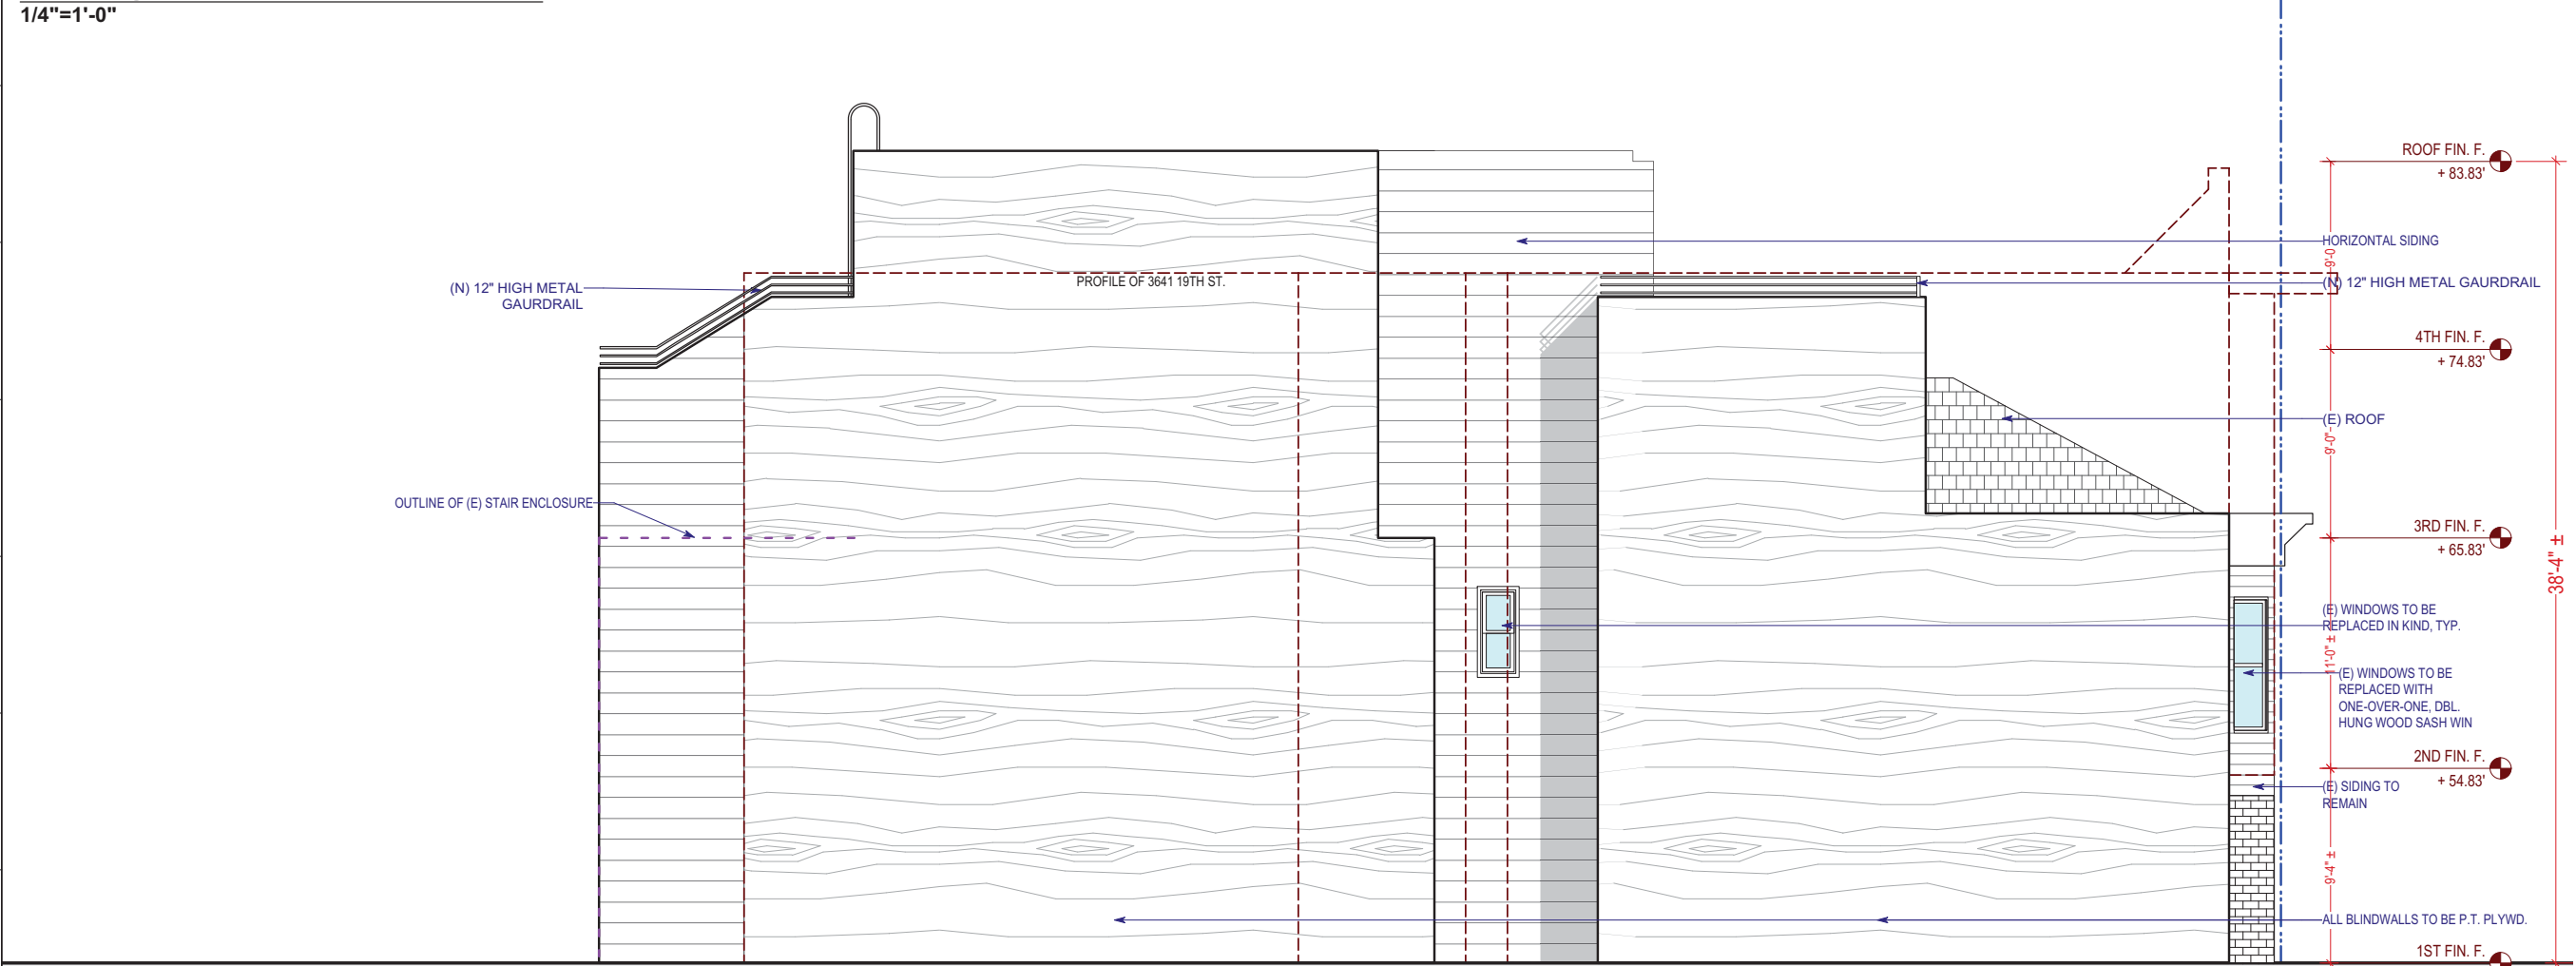 1/4"=1'-0"
ROOF FIN. F.
+ 83.83'
HORIZONTAL SIDING
9'-0
PROFILE OF 3641 19TH ST.
(N) 12" HIGH METAL
GAURDRAIL
(N) 12" HIGH METAL GAURDRAIL
4TH FIN. F.
+ 74.83'
(E) ROOF
9'-0"
OUTLINE OF (E) STAIR ENCLOSURE
3RD FIN. F.
+ 65.83'
38'-4" ±
(E) WINDOWS TO BE
REPLACED IN KIND, TYP.
11'-0" ±
(E) WINDOWS TO BE
REPLACED WITH
ONE-OVER-ONE, DBL.
HUNG WOOD SASH WIN
2ND FIN. F.
+ 54.83'
(E) SIDING TO
REMAIN
9'-4" ±
ALL BLINDWALLS TO BE P.T. PLYWD.
1ST FIN. F.